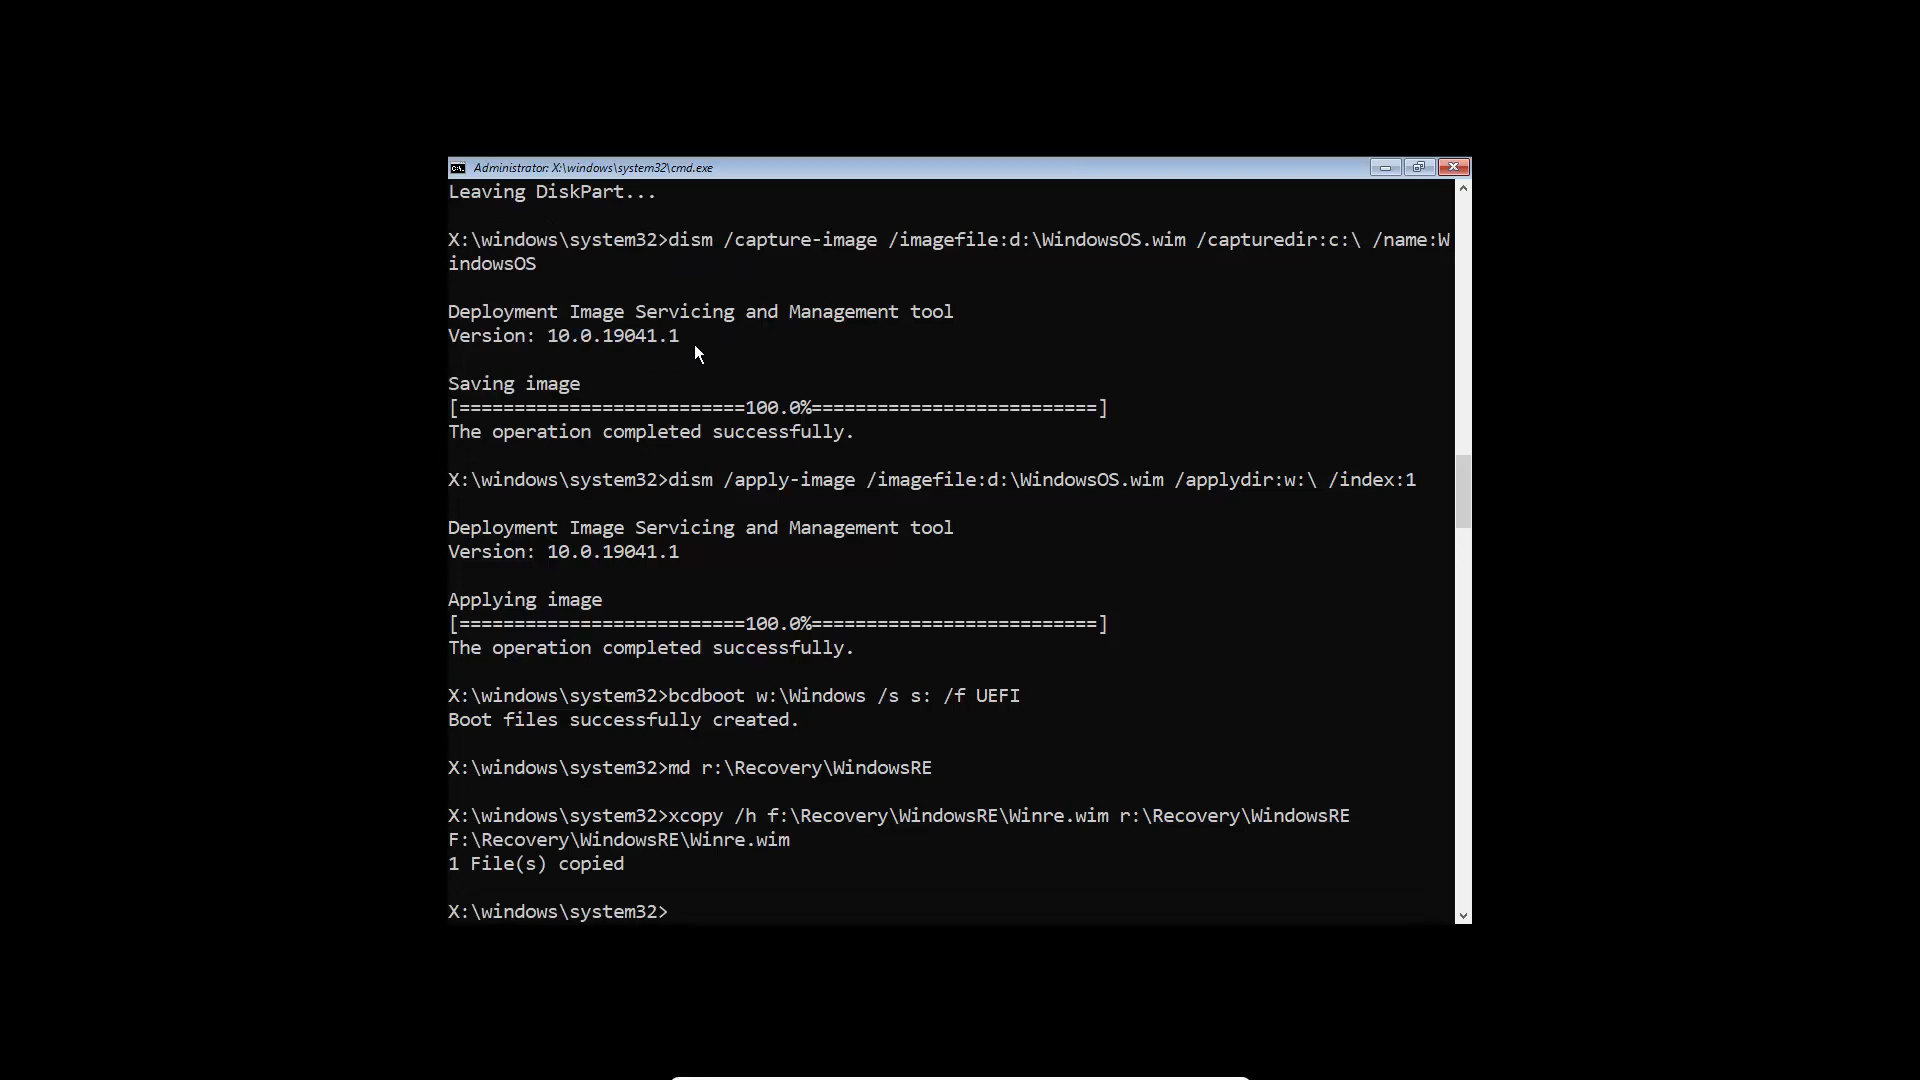 Administrator: X:\windows\system32\cmd.exe
Leaving DiskPart...
X:\windows\system32>dism /capture-image /imagefile:d:\WindowsOS.wim /capturedir:c:\ /name:W
indowsOS
Deployment Image Servicing and Management tool
Version: 10.0.19041.1
Saving image
[==========================100.0%==========================]
The operation completed successfully.
X:\windows\system32>dism /apply-image /imagefile:d:\WindowsOS.wim /applydir:w:\ /index:1
Deployment Image Servicing and Management tool
Version: 10.0.19041.1
Applying image
[==========================100.0%==========================]
The operation completed successfully.
X:\windows\system32>bcdboot w:\Windows /s s: /f UEFI
Boot files successfully created.
X:\windows\system32>md r:\Recovery\WindowsRE
X:\windows\system32>xcopy /h f:\Recovery\WindowsRE\Winre.wim r:\Recovery\WindowsRE
F:\Recovery\WindowsRE\Winre.wim
1 File(s) copied
X:\windows\system32>